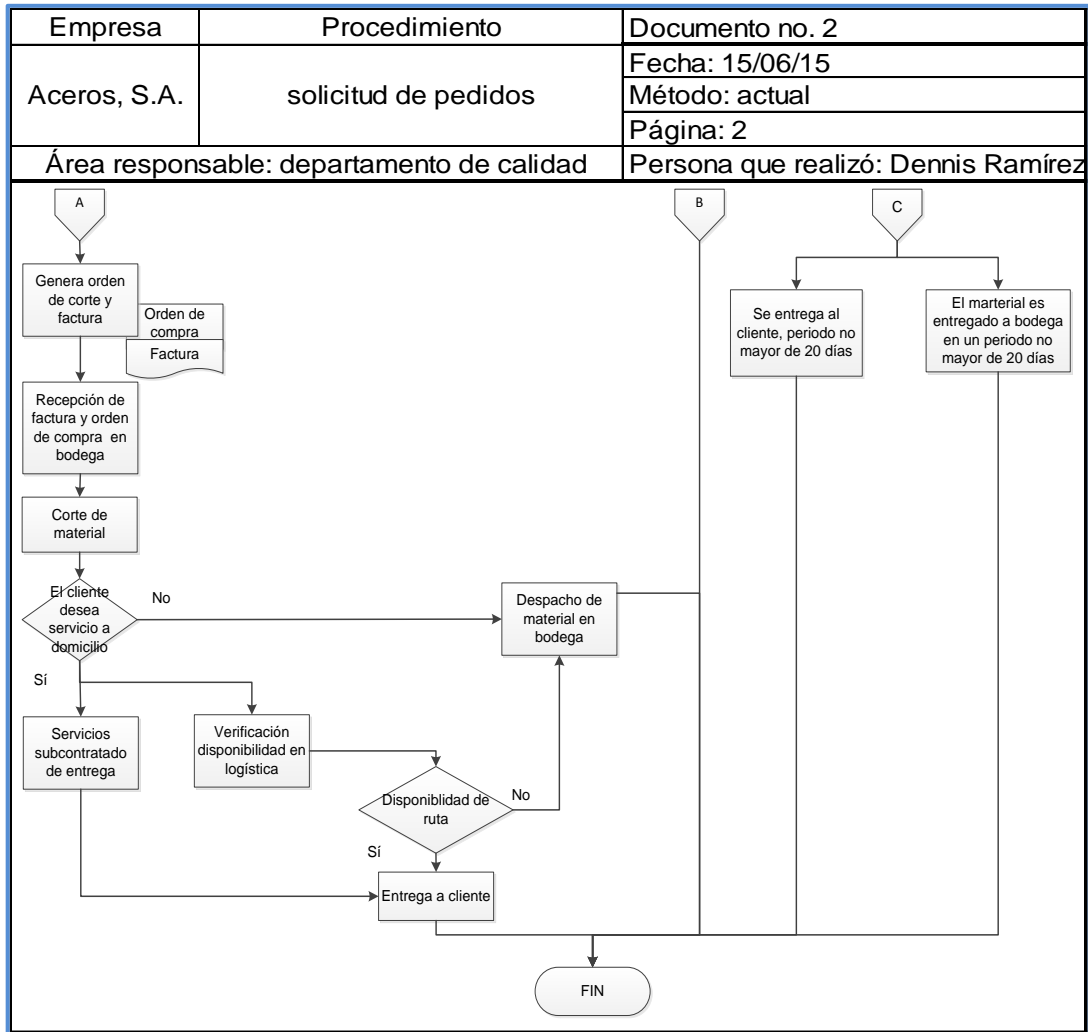 Empresa
Procedimiento
Documento no. 2
Aceros, S.A.
solicitud de pedidos
Fecha: 15/06/15
Método: actual
Página: 2
Área responsable: departamento de calidad
Persona que realizó: Dennis Ramírez
A
B
C
Genera orden
de corte y
factura
Orden de
compra
Factura
Se entrega al
cliente, periodo no
mayor de 20 días
El marterial es
entregado a bodega
en un periodo no
mayor de 20 días
Recepción de
factura y orden
de compra en
bodega
Corte de
material
El cliente
desea
servicio a
domicilio
No
Despacho de
material en
bodega
Sí
Servicios
subcontratado
de entrega
Verificación
disponibilidad en
logística
Disponiblidad de
ruta
No
Sí
Entrega a cliente
FIN